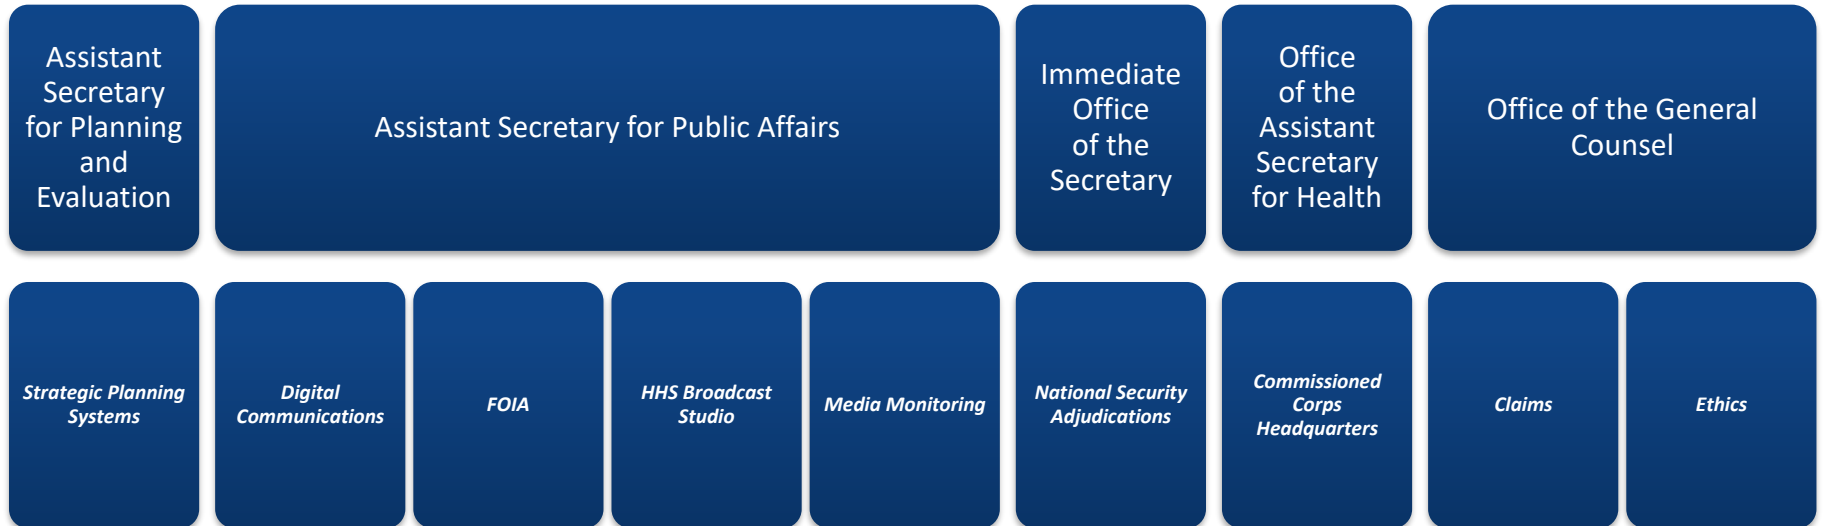 Assistant
Secretary
for Planning
and
Evaluation
Assistant Secretary for Public Affairs
Immediate
Office
of the
Secretary
Office
of the
Assistant
Secretary
for Health
Office of the General
Counsel
Strategic Planning
Systems
Digital
Communications
FOIA
HHS Broadcast
Studio
Media Monitoring
National Security
Adjudications
Commissioned
Corps
Headquarters
Claims
Ethics